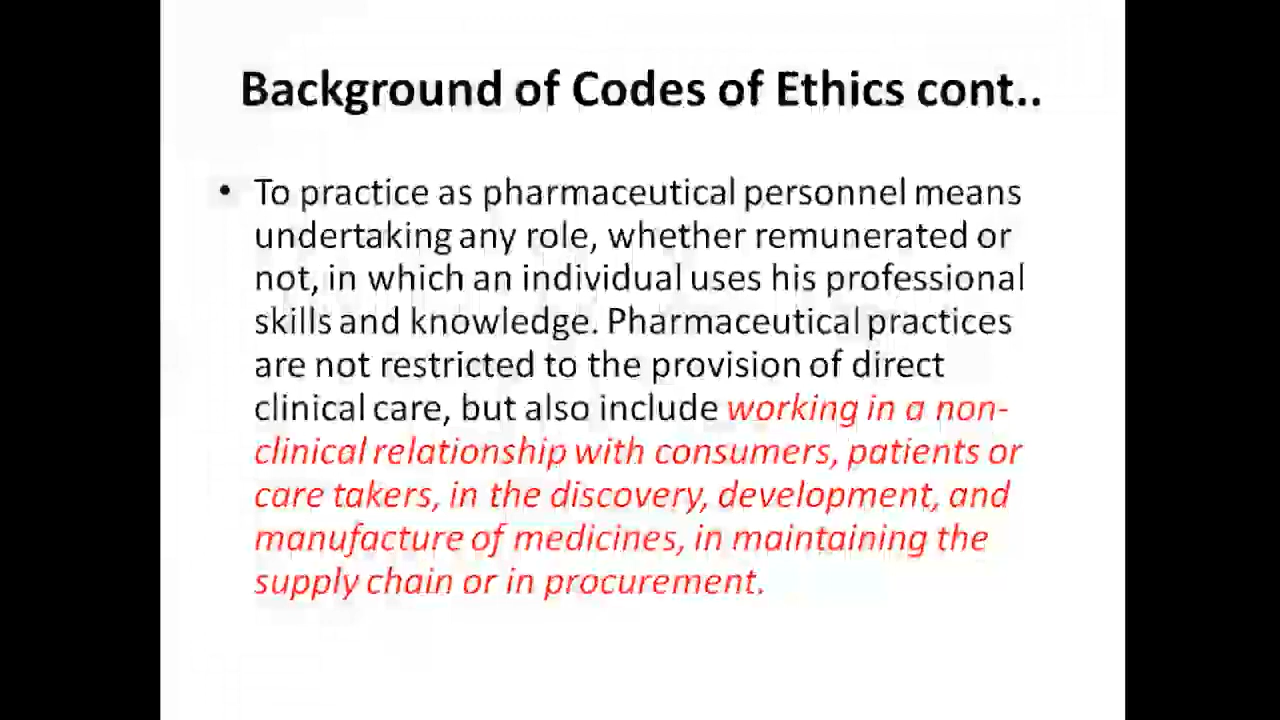 Background of Codes of Ethics cont..
• To practice as pharmaceutical personnel means
undertaking any role, whether remunerated or
not, in which an individual uses his professional
skills and knowledge. Pharmaceutical practices
are not restricted to the provision of direct
clinical care, but also include working in a non-
clinical relationship with consumers, patients or
care takers, in the discovery, development, and
manufacture of medicines, in maintaining the
supply chain or in procurement.